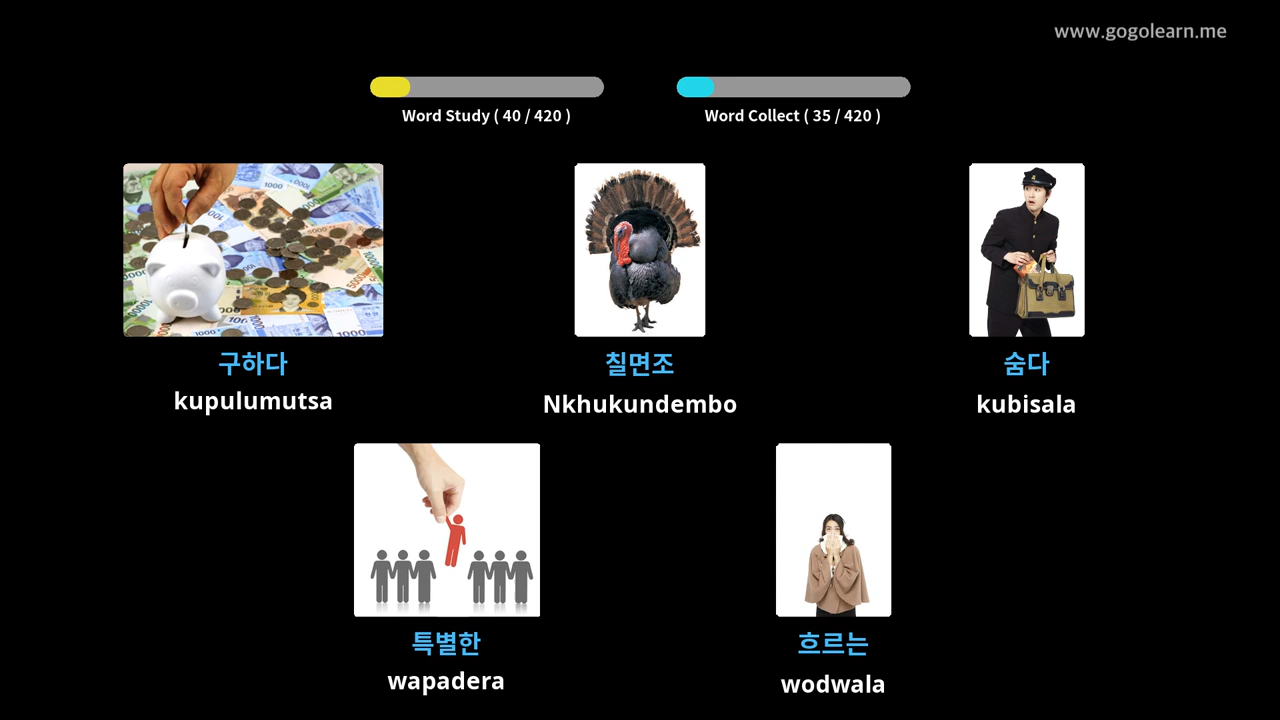 www.gogolearn.me
Word Study ( 40 / 420 )
Word Collect ( 35 / 420 )
구하다
kupulumutsa
칠면조
Nkhukundembo
숨다
kubisala
특별한
wapadera
흐르는
wodwala